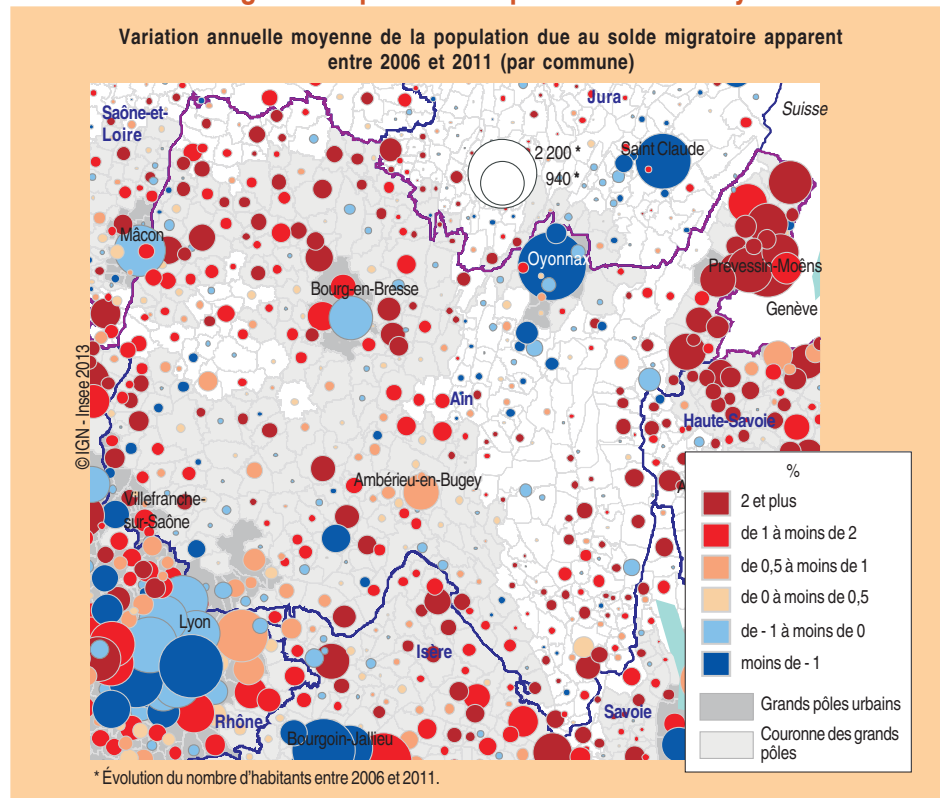 Variation annuelle moyenne de la population due au solde migratoire apparent
entre 2006 et 2011 (par commune)
Saône-et-
Loire
Jura
Suisse
Saint Claude
2 200 *
940 *
Mâcon
Oyonnax
Prévessin-Moëns
Bourg-en-Bresse
Genève
Ain
Haute-Savoie
© IGN - Insee 2013
Ambérieu-en-Bugey
Villefranche-
sur-Saône
Lyon
Isère
Rhône
Savoie
Bourgoin-Jallieu
%
2 et plus
de 1 à moins de 2
de 0,5 à moins de 1
de 0 à moins de 0,5
de - 1 à moins de 0
moins de - 1
Grands pôles urbains
Couronne des grands
pôles
* Évolution du nombre d'habitants entre 2006 et 2011.